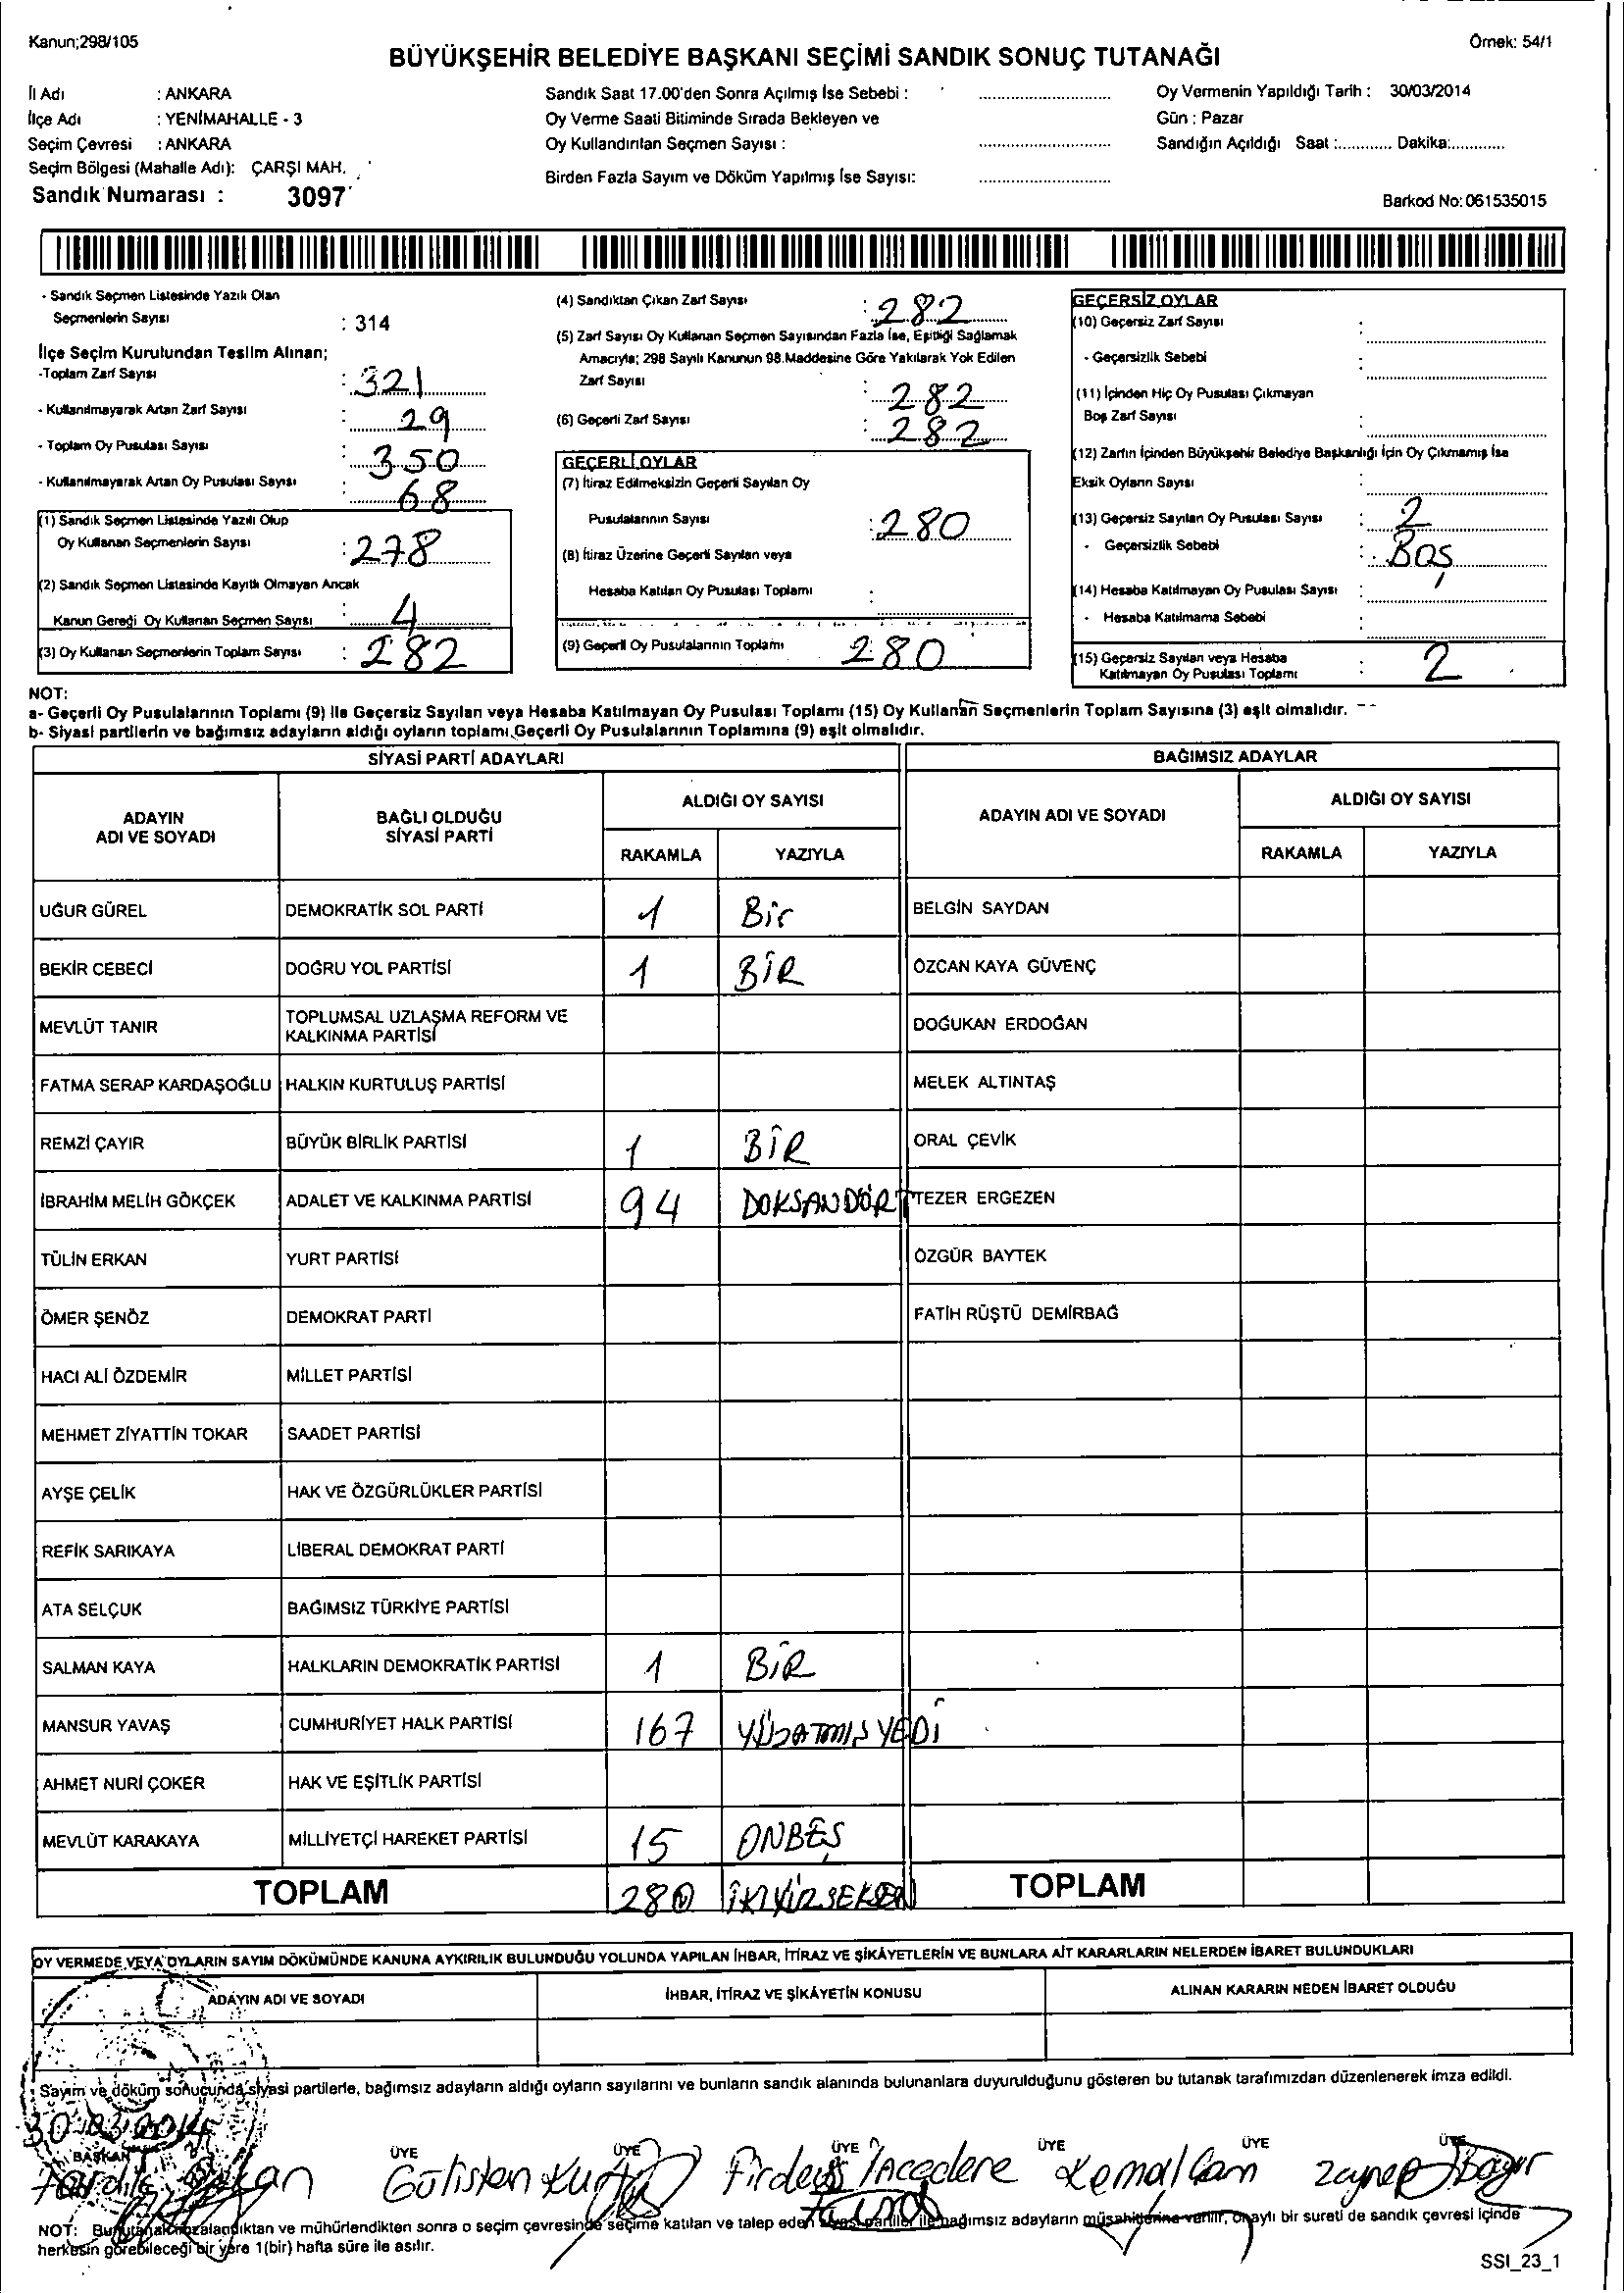 Kanun;298/105
Örnek: 54/1
BÜYÜKŞEHİR BELEDİYE BAŞKANI SEÇİMİ SANDIK SONUÇ TUTANAĞI
İl Adı : ANKARA
İlçe Adı : YENİMAHALLE - 3
Seçim Çevresi : ANKARA
Seçim Bölgesi (Mahalle Adı): ÇARŞI MAH.
Sandık Numarası : 3097
Sandık Saat 17.00'den Sonra Açılmış İse Sebebi :
Oy Verme Saati Bitiminde Sırada Bekleyen ve
Oy Kullandırılan Seçmen Sayısı :
Birden Fazla Sayım ve Döküm Yapılmış İse Sayısı:
Oy Vermenin Yapıldığı Tarih : 30/03/2014
Gün : Pazar
Sandığın Açıldığı Saat :............ Dakika:............
Barkod No: 061535015
- Sandık Seçmen Listesinde Yazılı Olan
Seçmenlerin Sayısı : 314
İlçe Seçim Kurulundan Teslim Alınan;
-Toplam Zarf Sayısı : 321
- Kullanılmayarak Artan Zarf Sayısı : 29
- Toplam Oy Pusulası Sayısı : 350
- Kullanılmayarak Artan Oy Pusulası Sayısı : 68
(1) Sandık Seçmen Listesinde Yazılı Olup
Oy Kullanan Seçmenlerin Sayısı : 278
(2) Sandık Seçmen Listesinde Kayıtlı Olmayan Ancak
Kanun Gereği Oy Kullanan Seçmen Sayısı : 4
(3) Oy Kullanan Seçmenlerin Toplam Sayısı : 282
(4) Sandıktan Çıkan Zarf Sayısı : 282
(5) Zarf Sayısı Oy Kullanan Seçmen Sayısından Fazla İse, Eşitliği Sağlamak
Amacıyla; 298 Sayılı Kanunun 98.Maddesine Göre Yakılarak Yok Edilen
Zarf Sayısı : 282
(6) Geçerli Zarf Sayısı : 282
GEÇERLİ OYLAR
(7) İtiraz Edilmeksizin Geçerli Sayılan Oy
Pusulalarının Sayısı : 280
(8) İtiraz Üzerine Geçerli Sayılan veya
Hesaba Katılan Oy Pusulası Toplamı :
(9) Geçerli Oy Pusulalarının Toplamı 280
GEÇERSİZ OYLAR
(10) Geçersiz Zarf Sayısı :
- Geçersizlik Sebebi :
(11) İçinden Hiç Oy Pusulası Çıkmayan
Boş Zarf Sayısı :
(12) Zarfın İçinden Büyükşehir Belediye Başkanlığı İçin Oy Çıkmamış İse
Eksik Oyların Sayısı :
(13) Geçersiz Sayılan Oy Pusulası Sayısı : 2
- Geçersizlik Sebebi : Boş
(14) Hesaba Katılmayan Oy Pusulası Sayısı :
- Hesaba Katılmama Sebebi :
(15) Geçersiz Sayılan veya Hesaba
Katılmayan Oy Pusulası Toplamı : 2
NOT:
a- Geçerli Oy Pusulalarının Toplamı (9) ile Geçersiz Sayılan veya Hesaba Katılmayan Oy Pusulası Toplamı (15) Oy Kullanan Seçmenlerin Toplam Sayısına (3) eşit olmalıdır.
b- Siyasi partilerin ve bağımsız adayların aldığı oyların toplamı Geçerli Oy Pusulalarının Toplamına (9) eşit olmalıdır.
SİYASİ PARTİ ADAYLARI BAĞIMSIZ ADAYLAR
ADAYIN ADI VE SOYADI BAĞLI OLDUĞU SİYASİ PARTİ ALDIĞI OY SAYISI ADAYIN ADI VE SOYADI ALDIĞI OY SAYISI
RAKAMLA YAZIYLA RAKAMLA YAZIYLA
UĞUR GÜREL DEMOKRATİK SOL PARTİ 1 Bir BELGİN SAYDAN
BEKİR CEBECİ DOĞRU YOL PARTİSİ 1 BİR ÖZCAN KAYA GÜVENÇ
MEVLÜT TANIR TOPLUMSAL UZLAŞMA REFORM VE KALKINMA PARTİSİ DOĞUKAN ERDOĞAN
FATMA SERAP KARDAŞOĞLU HALKIN KURTULUŞ PARTİSİ MELEK ALTINTAŞ
REMZİ ÇAYIR BÜYÜK BİRLİK PARTİSİ 1 BİR ORAL ÇEVİK
İBRAHİM MELİH GÖKÇEK ADALET VE KALKINMA PARTİSİ 94 DOKSANDÖRT TEZER ERGEZEN
TÜLİN ERKAN YURT PARTİSİ ÖZGÜR BAYTEK
ÖMER ŞENÖZ DEMOKRAT PARTİ FATİH RÜŞTÜ DEMİRBAĞ
HACI ALİ ÖZDEMİR MİLLET PARTİSİ
MEHMET ZİYATTİN TOKAR SAADET PARTİSİ
AYŞE ÇELİK HAK VE ÖZGÜRLÜKLER PARTİSİ
REFİK SARIKAYA LİBERAL DEMOKRAT PARTİ
ATA SELÇUK BAĞIMSIZ TÜRKİYE PARTİSİ
SALMAN KAYA HALKLARIN DEMOKRATİK PARTİSİ 1 BİR
MANSUR YAVAŞ CUMHURİYET HALK PARTİSİ 167 YÜZATMIŞYEDİ
AHMET NURİ ÇOKER HAK VE EŞİTLİK PARTİSİ
MEVLÜT KARAKAYA MİLLİYETÇİ HAREKET PARTİSİ 15 ONBEŞ
TOPLAM 280 İKİYÜZSEKSEN TOPLAM
OY VERMEDE VEYA OYLARIN SAYIM DÖKÜMÜNDE KANUNA AYKIRILIK BULUNDUĞU YOLUNDA YAPILAN İHBAR, İTİRAZ VE ŞİKÂYETLERİN VE BUNLARA AİT KARARLARIN NELERDEN İBARET BULUNDUKLARI
ADAYIN ADI VE SOYADI İHBAR, İTİRAZ VE ŞİKÂYETİN KONUSU ALINAN KARARIN NEDEN İBARET OLDUĞU
Sayım ve döküm sonucunda siyasi partilerle, bağımsız adayların aldığı oyların sayılarını ve bunların sandık alanında bulunanlara duyurulduğunu gösteren bu tutanak tarafımızdan düzenlenerek imza edildi.
30.03.2014
BAŞKAN ÜYE ÜYE ÜYE ÜYE ÜYE ÜYE
Gülistan Kurt Firdevs İncedere Kemal Çam Zeynep
NOT: Bu tutanak imzalandıktan ve mühürlendikten sonra o seçim çevresinde seçime katılan ve talep eden siyasi partiler ile bağımsız adayların müşahitlerine verilir, onaylı bir sureti de sandık çevresi içinde
herkesin görebileceği bir yere 1(bir) hafta süre ile asılır.
SSI_23_1